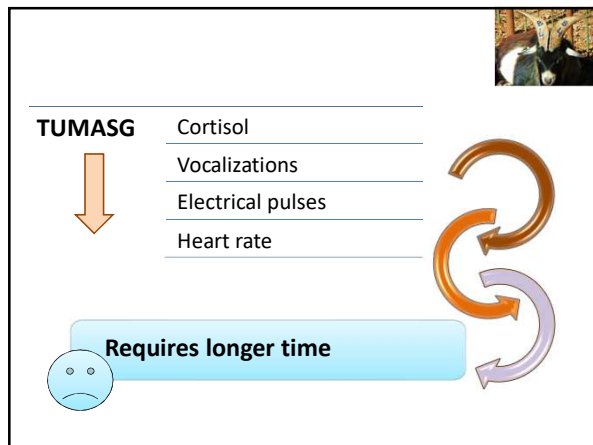 TUMASG
Cortisol
Vocalizations
Electrical pulses
Heart rate
Requires longer time